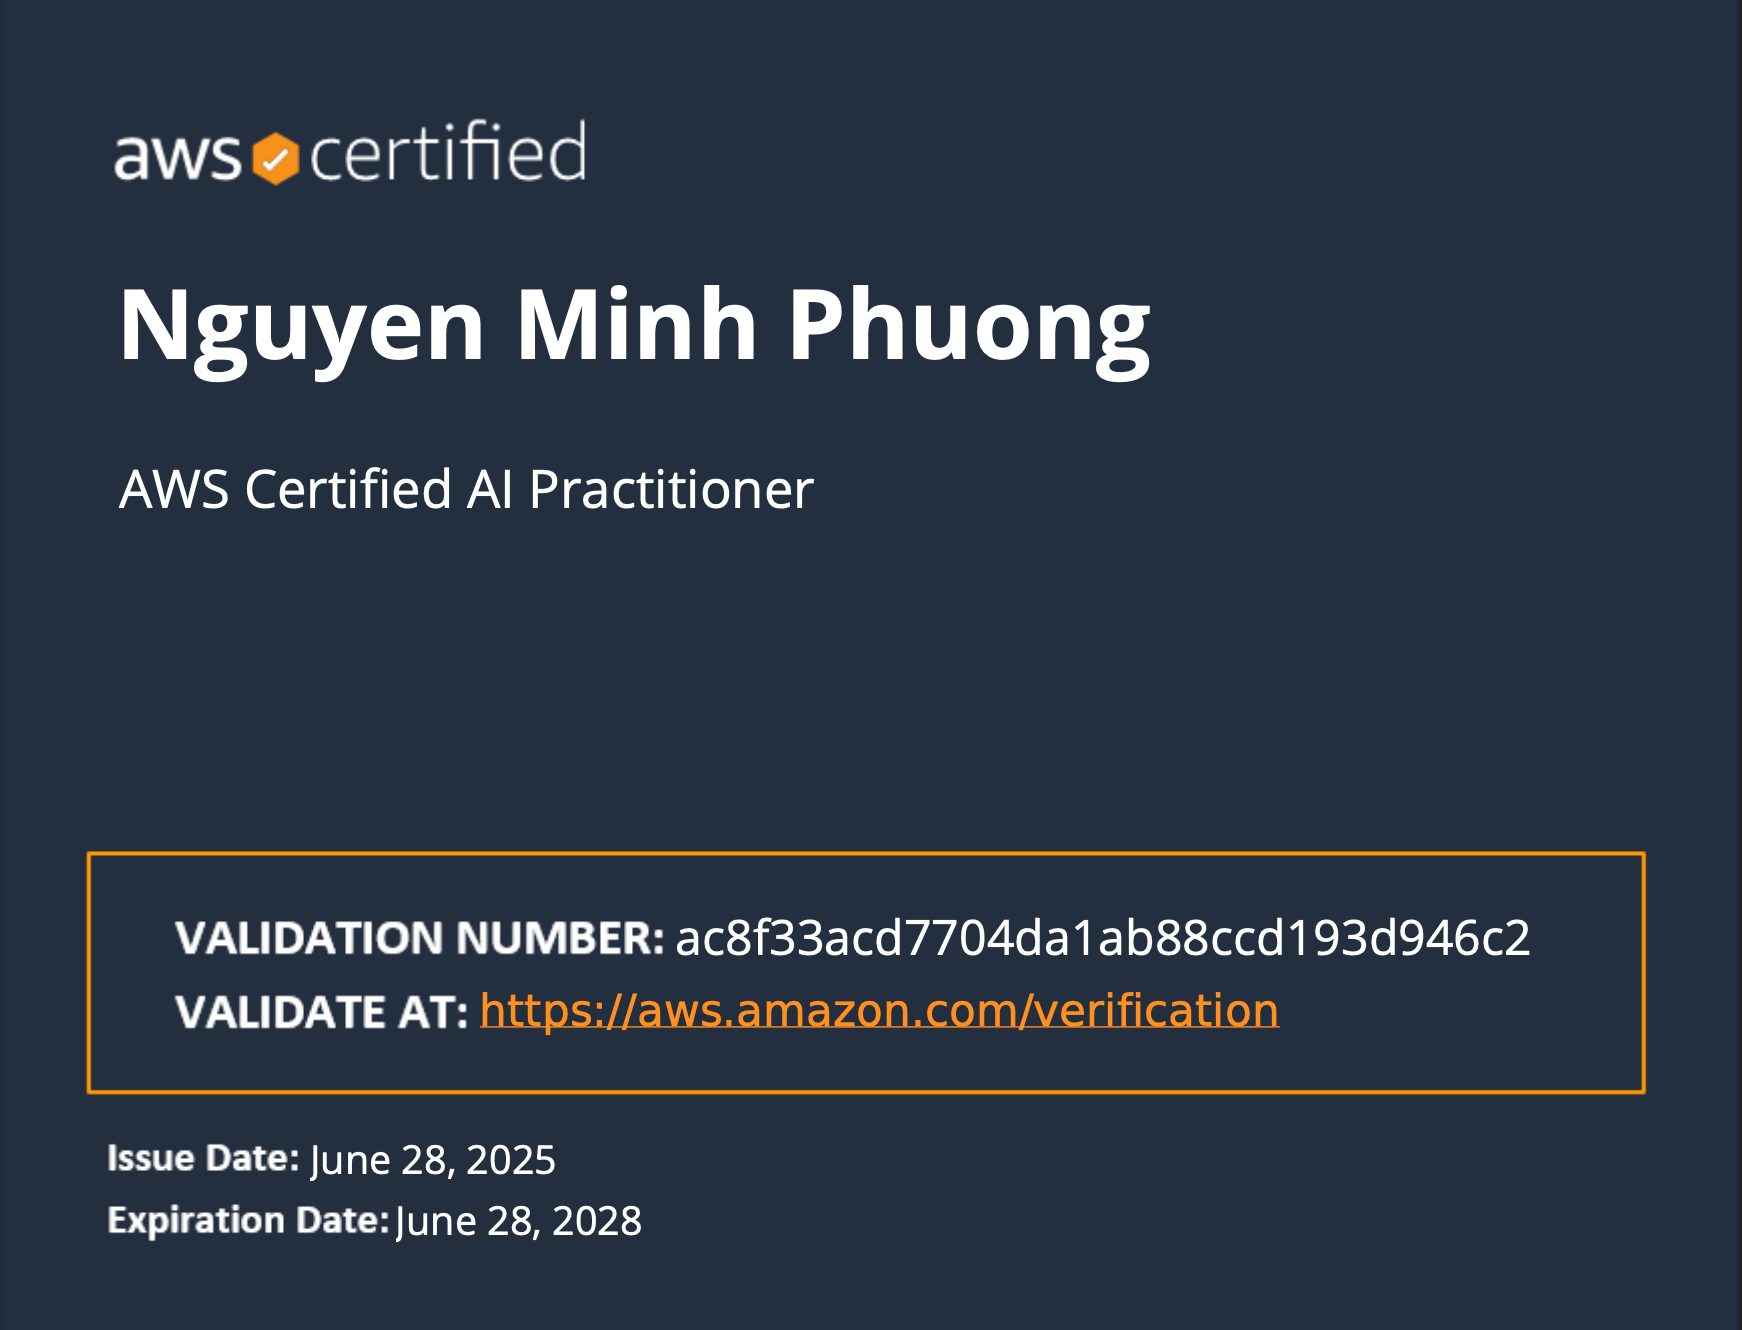 aws certified
Nguyen Minh Phuong
AWS Certified AI Practitioner
VALIDATION NUMBER: ac8f33acd7704da1ab88ccd193d946c2
VALIDATE AT: https://aws.amazon.com/verification
Issue Date: June 28, 2025
Expiration Date: June 28, 2028